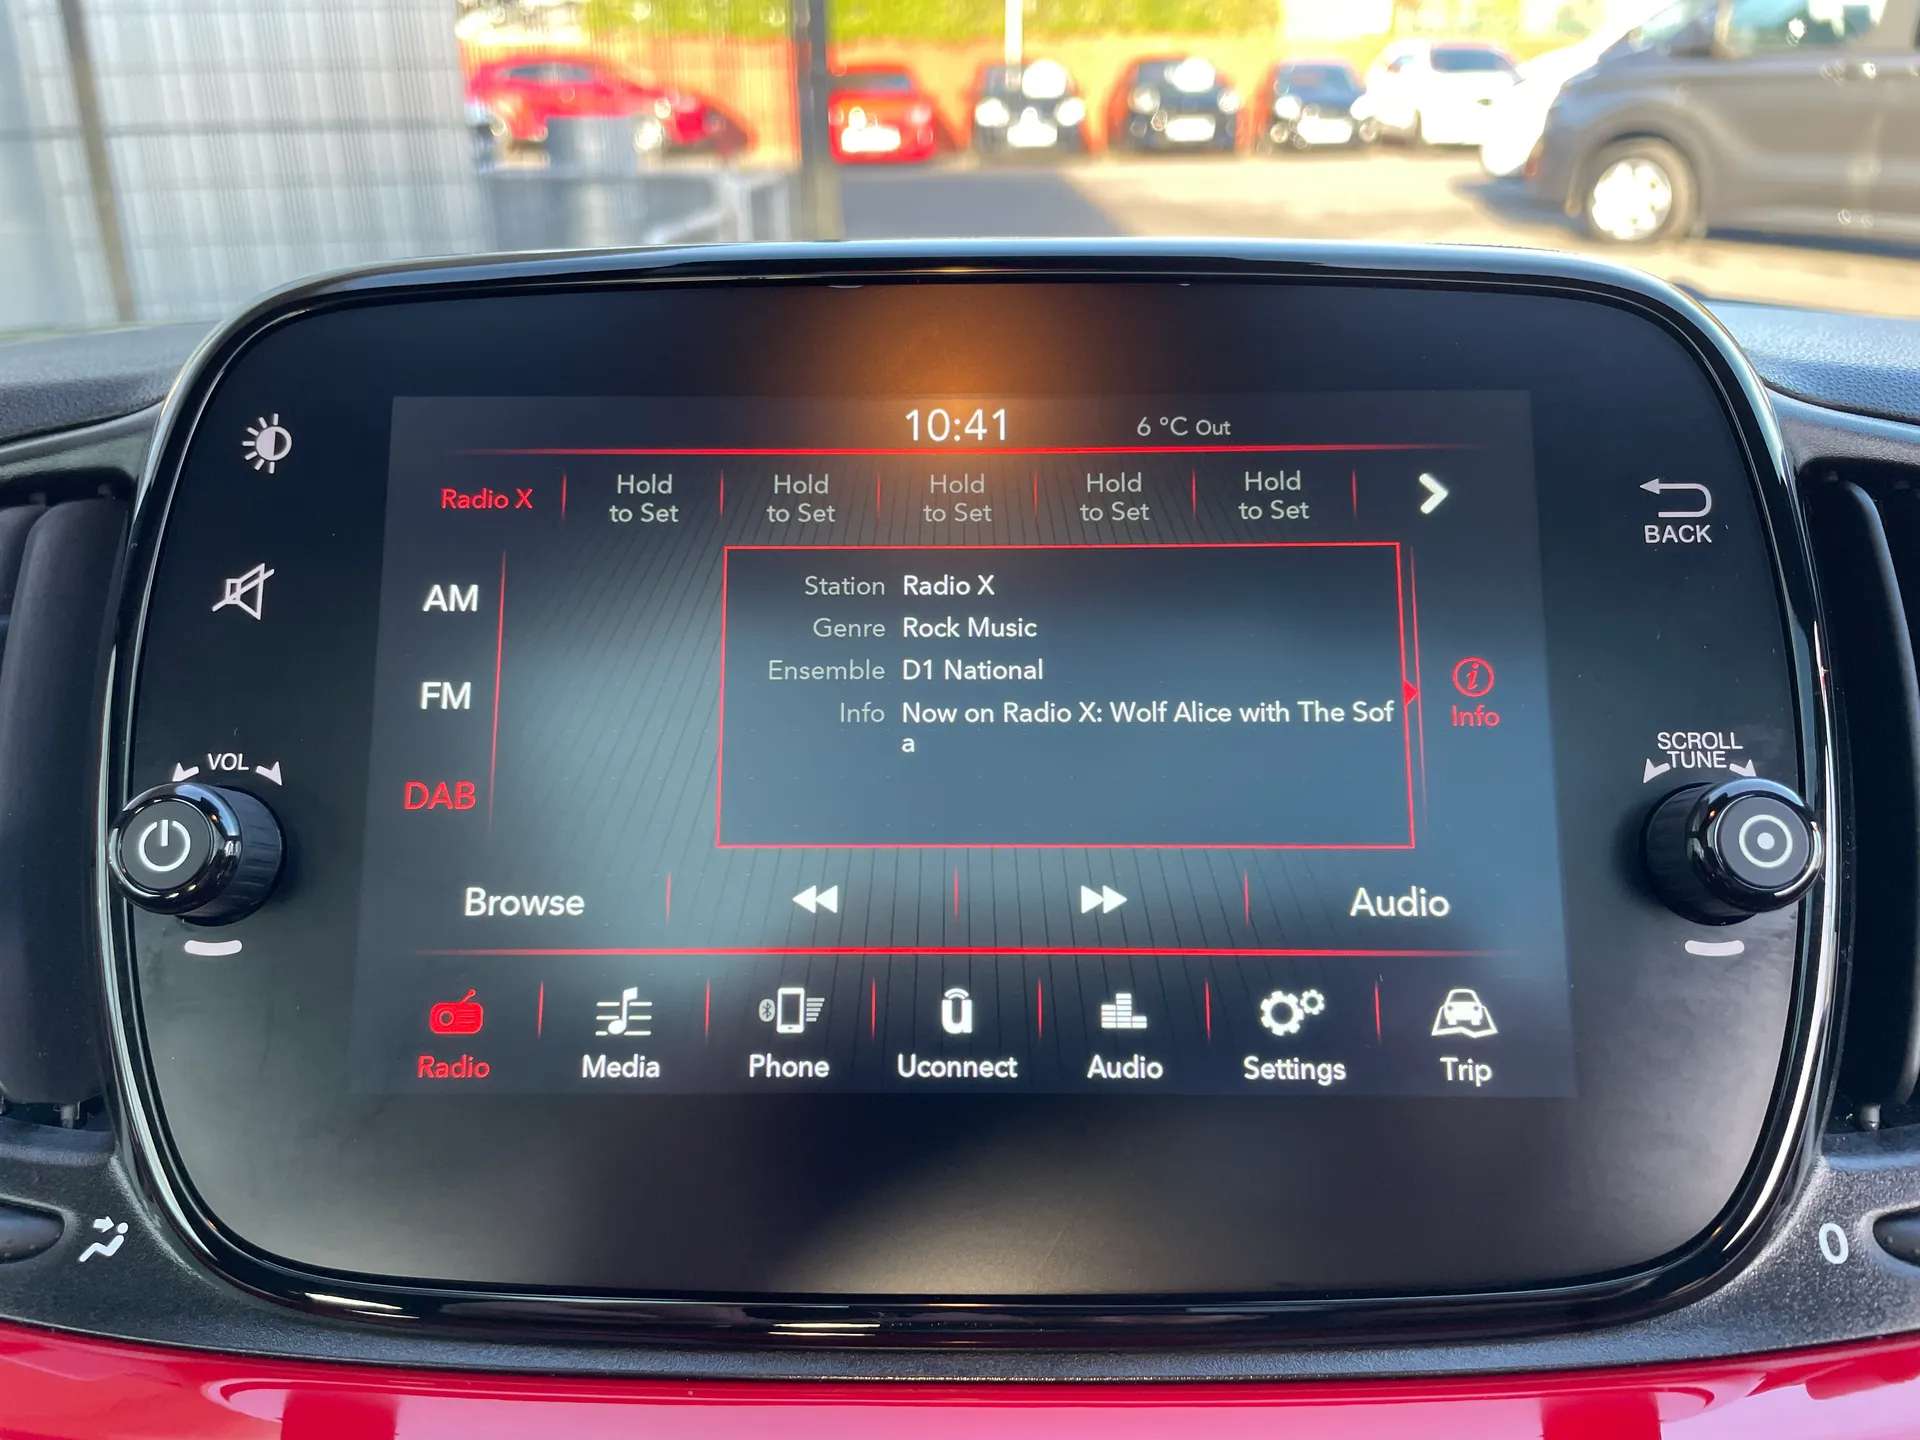 10:41
6 °C Out
Radio X
Hold
to Set
Hold
to Set
Hold
to Set
Hold
to Set
Hold
to Set
BACK
AM
FM
DAB
Station Radio X
Genre Rock Music
Ensemble D1 National
Info Now on Radio X: Wolf Alice with The Sof
a
i
Info
VOL
SCROLL
TUNE
Browse
Audio
u
Radio
Media
Phone
Uconnect
Audio
Settings
Trip
0